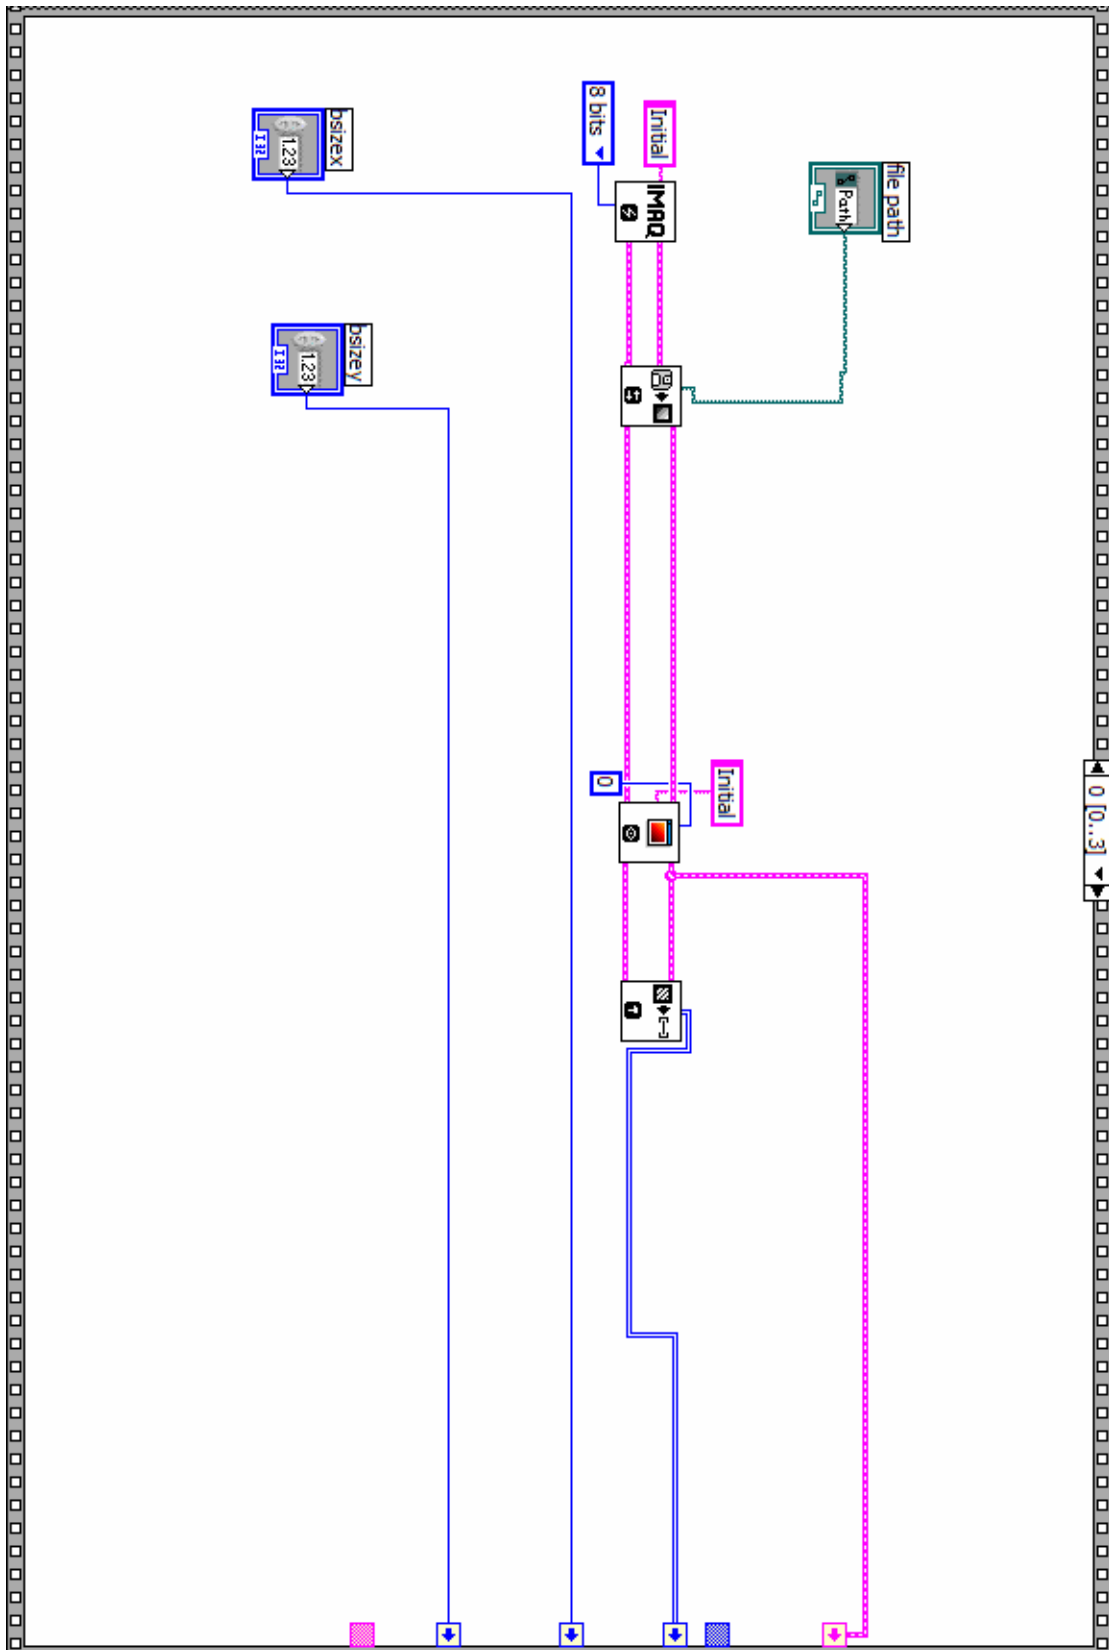 0 [0..3]
file path
Path
Initial
8 bits
IMAQ
Initial
0
bsizex
1.23
I32
bsizey
1.23
I32